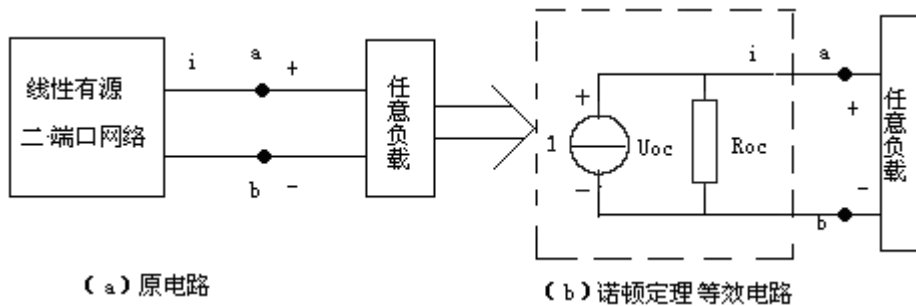 线性有源
二端口网络
i
a
+
b
-
任意负载
1
+
-
Uoc
Roc
i
a
+
-
b
任意负载
(a)原电路
(b)诺顿定理等效电路